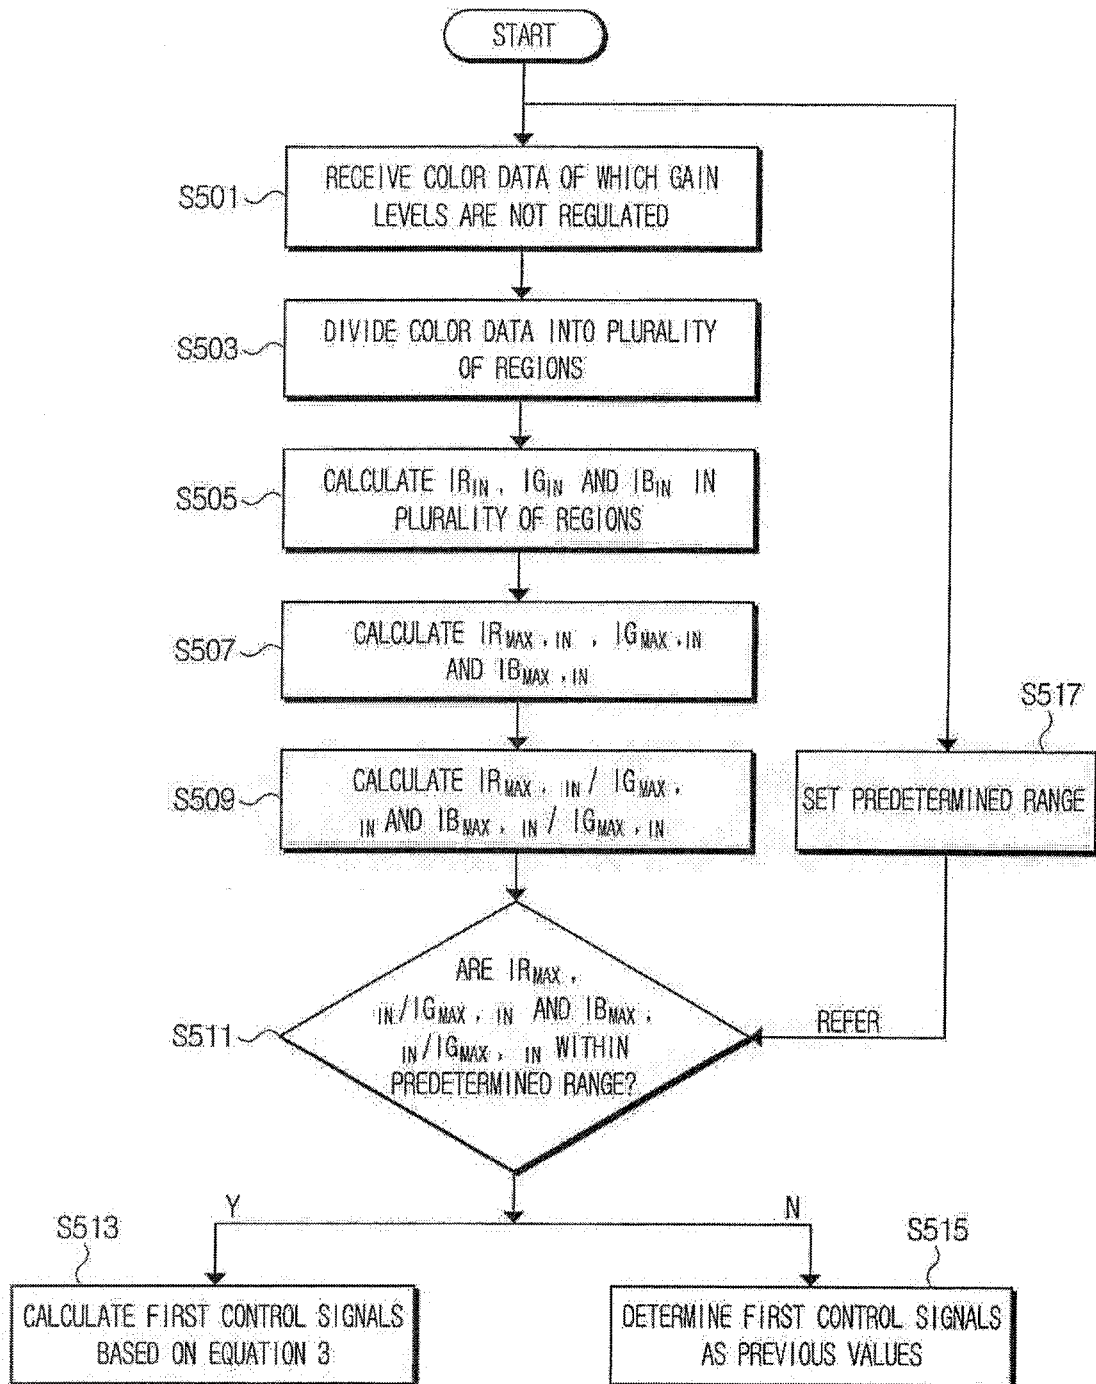 START
S501
RECEIVE COLOR DATA OF WHICH GAIN
LEVELS ARE NOT REGULATED
S503
DIVIDE COLOR DATA INTO PLURALITY
OF REGIONS
S505
CALCULATE IR_IN, IG_IN AND IB_IN IN
PLURALITY OF REGIONS
S507
CALCULATE IR_MAX,IN, IG_MAX,IN
AND IB_MAX,IN
S509
CALCULATE IR_MAX, IN / IG_MAX,
IN AND IB_MAX, IN / IG_MAX, IN
S517
SET PREDETERMINED RANGE
S511
ARE IR_MAX,
IN/IG_MAX, IN AND IB_MAX,
IN/IG_MAX, IN WITHIN
PREDETERMINED RANGE?
REFER
Y
N
S513
CALCULATE FIRST CONTROL SIGNALS
BASED ON EQUATION 3
S515
DETERMINE FIRST CONTROL SIGNALS
AS PREVIOUS VALUES